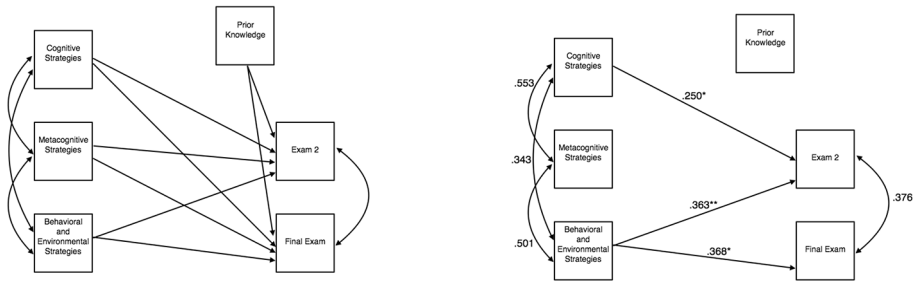 Prior
Knowledge
Cognitive
Strategies
Metacognitive
Strategies
Exam 2
Behavioral
and
Environmental
Strategies
Final Exam
Prior
Knowledge
Cognitive
Strategies
.553
.250*
Metacognitive
Strategies
Exam 2
.343
.363**
.376
Behavioral
and
Environmental
Strategies
.501
.368*
Final Exam